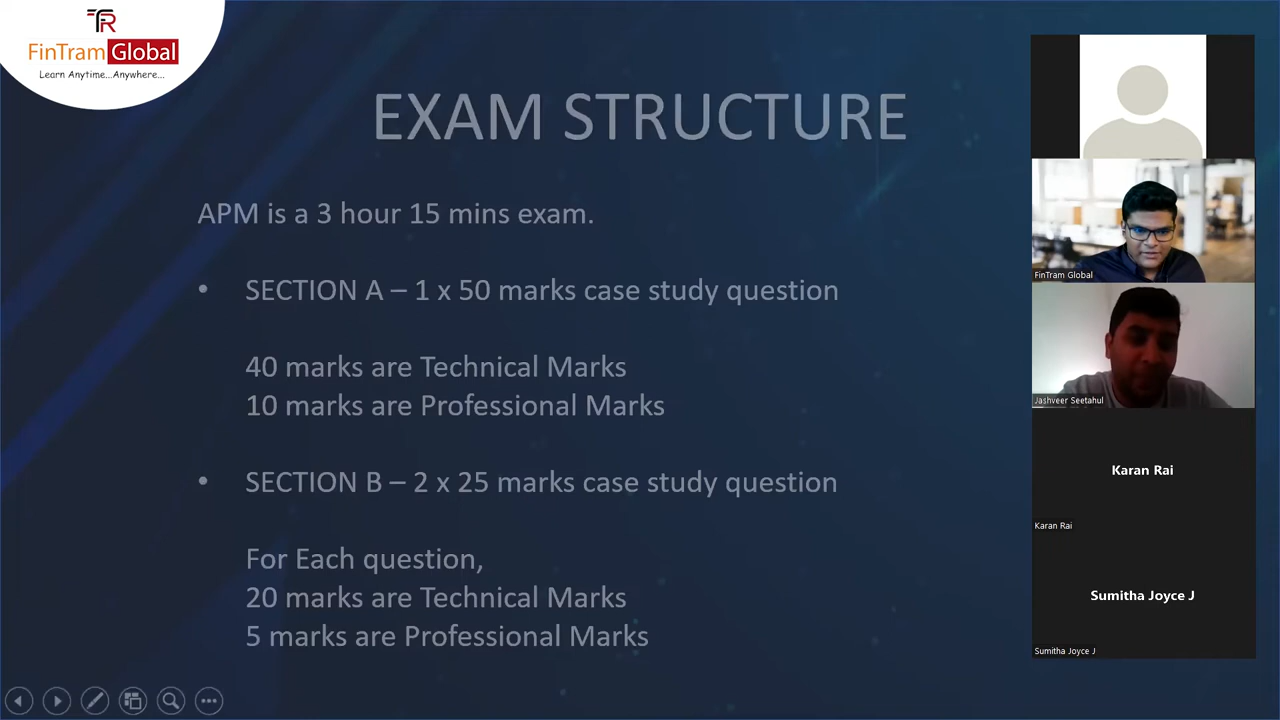 TR
FinTram Global
Learn Anytime...Anywhere...
EXAM STRUCTURE
APM is a 3 hour 15 mins exam.
• SECTION A – 1 x 50 marks case study question
40 marks are Technical Marks
10 marks are Professional Marks
• SECTION B – 2 x 25 marks case study question
For Each question,
20 marks are Technical Marks
5 marks are Professional Marks
FinTram Global
Jashveer Seetahul
Karan Rai
Karan Rai
Sumitha Joyce J
Sumitha Joyce J